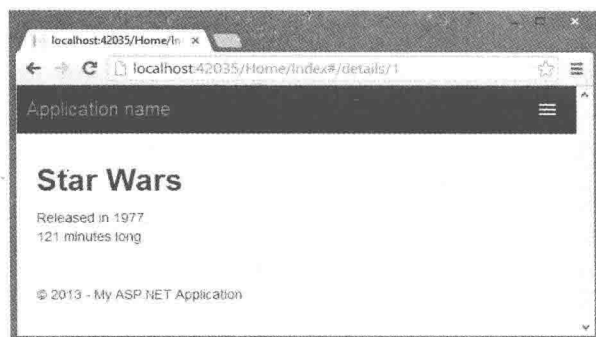 localhost:42035/Home/In
localhost:42035/Home/Index#/details/1
Application name
Star Wars
Released in 1977
121 minutes long
© 2013 - My ASP.NET Application